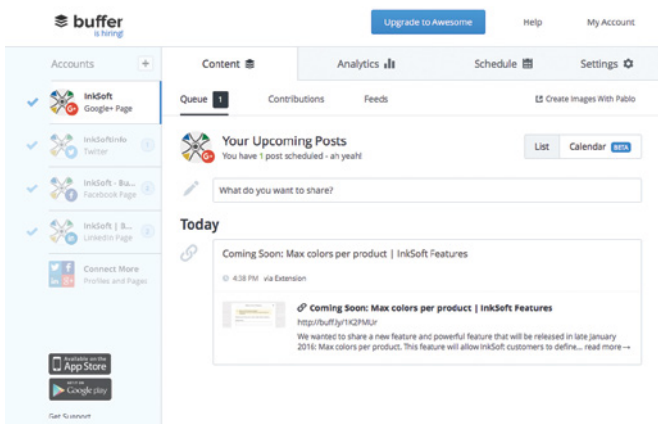 buffer
is hiring!
Upgrade to Awesome
Help
My Account
Accounts
+
Content
Analytics
Schedule
Settings
InkSoft
Google+ Page
Queue 1
Contributions
Feeds
Create Images With Pablo
InkSoftInfo
Twitter
Your Upcoming Posts
You have 1 post scheduled - ah yeah!
List
Calendar BETA
InkSoft - Bu...
Facebook Page
What do you want to share?
InkSoft | B...
LinkedIn Page
Today
Coming Soon: Max colors per product | InkSoft Features
4:38 PM via Extension
Connect More
Profiles and Pages
Coming Soon: Max colors per product | InkSoft Features
http://buff.ly/1K2PMUr
We wanted to share a new feature and powerful feature that will be released in late January
2016: Max colors per product. This feature will allow InkSoft customers to define... read more →
Available on the
App Store
Google play
Get Support